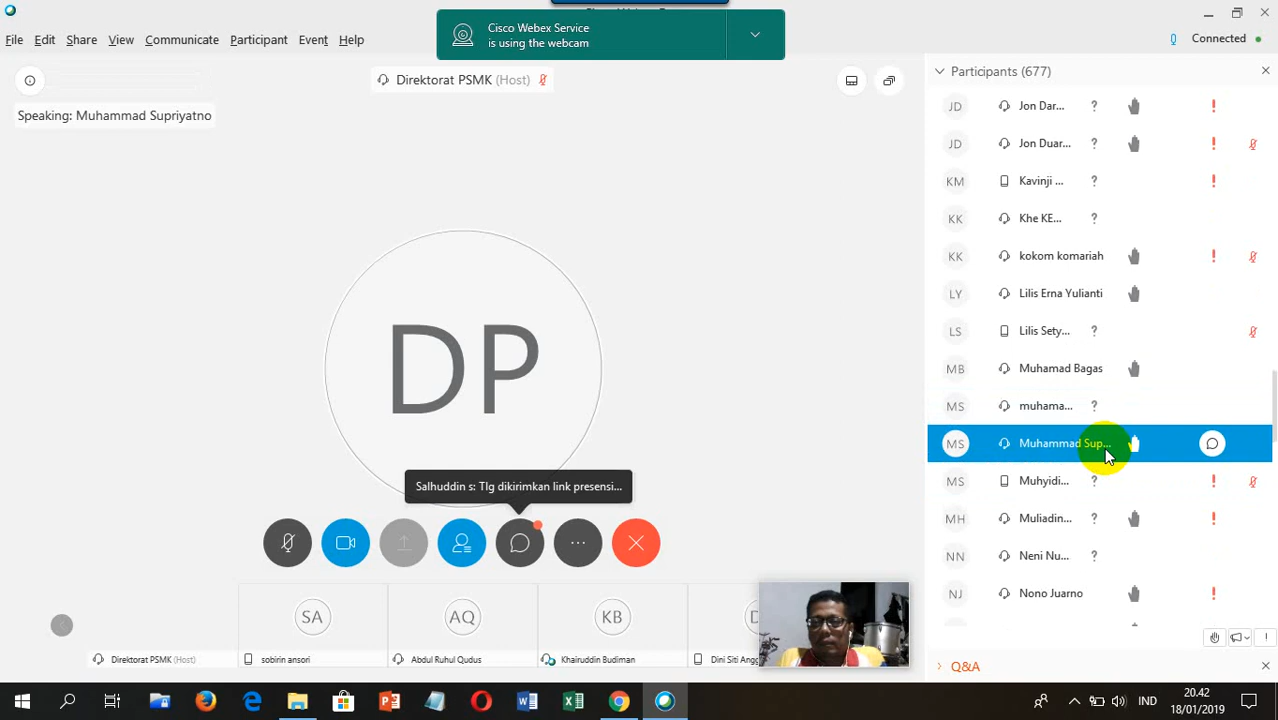 Cisco Webex Service
is using the webcam
File Edit Share View Communicate Participant Event Help
Connected
Direktorat PSMK (Host)
Speaking: Muhammad Supriyatno
DP
Salhuddin s: Tlg dikirimkan link presensi...
SA
sobirin ansori
AQ
Abdul Ruhul Qudus
KB
Khairuddin Budiman
Dini Siti Angg
Direktorat PSMK (Host)
Participants (677)
JD Jon Dar... ? !
JD Jon Duar... ? !
KM Kavinji ... ? !
KK Khe KE... ?
KK kokom komariah !
LY Lilis Erna Yulianti
LS Lilis Sety... ?
MB Muhamad Bagas
MS muhama... ?
MS Muhammad Sup...
MS Muhyidi... ? !
MH Muliadin... ? !
NN Neni Nu... ?
NJ Nono Juarno !
Q&A
IND
20.42
18/01/2019